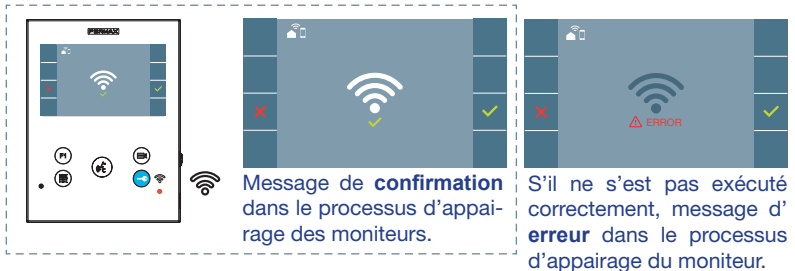 FERMAX
F1
ERROR
Message de confirmation
dans le processus d’appai-
rage des moniteurs.
S'il ne s’est pas exécuté
correctement, message d’
erreur dans le processus
d’appairage du moniteur.